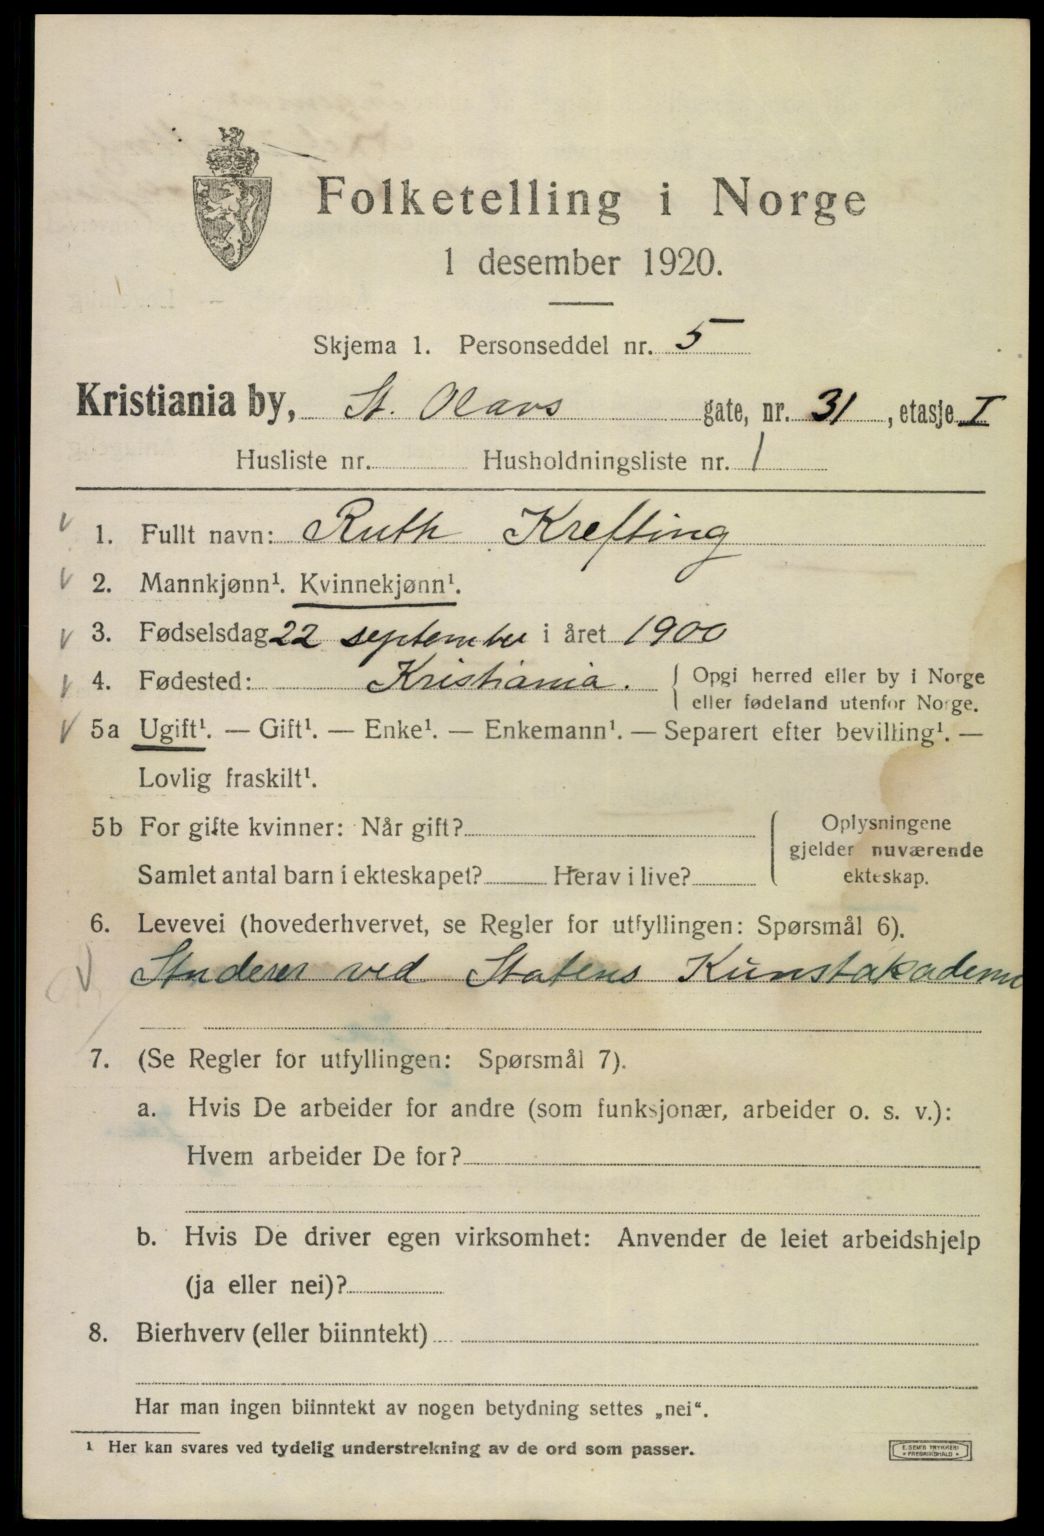 Folketelling i Norge
1 desember 1920.
Skjema 1. Personseddel nr. 5
Kristiania by, St. Olavs gate, nr. 31, etasje I
Husliste nr. Husholdningsliste nr. 1
1. Fullt navn: Ruth Krefting
2. Mannkjønn¹. Kvinnekjønn¹.
3. Fødselsdag 22 september i året 1900
4. Fødested: Kristiania. { Opgi herred eller by i Norge
eller fødeland utenfor Norge.
5a Ugift¹. — Gift¹. — Enke¹. — Enkemann¹. — Separert efter bevilling¹. —
Lovlig fraskilt¹.
5b For gifte kvinner: Når gift? { Oplysningene
gjelder nuværende
Samlet antal barn i ekteskapet? Herav i live? ekteskap.
6. Levevei (hovederhvervet, se Regler for utfyllingen: Spørsmål 6).
Studerer ved Statens Kunstakademi
7. (Se Regler for utfyllingen: Spørsmål 7).
a. Hvis De arbeider for andre (som funksjonær, arbeider o. s. v.):
Hvem arbeider De for?
b. Hvis De driver egen virksomhet: Anvender de leiet arbeidshjelp
(ja eller nei)?
8. Bierhverv (eller biinntekt)
Har man ingen biinntekt av nogen betydning settes „nei“.
¹ Her kan svares ved tydelig understrekning av de ord som passer.
E. SEM'S TRYKKERI
FREDRIKSHALD